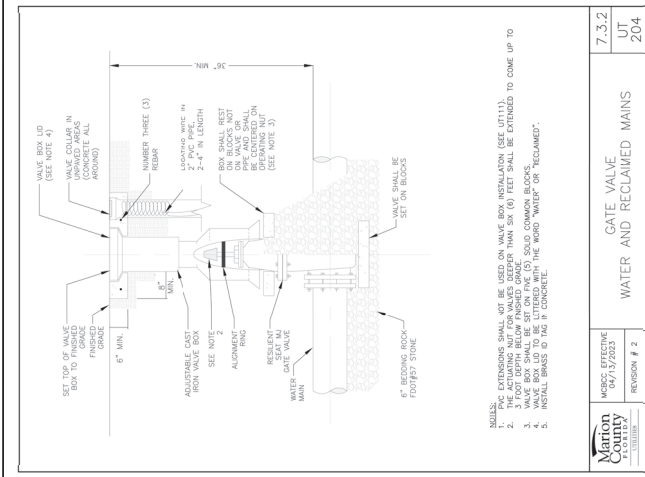 VALVE BOX LID
(SEE NOTE 4)
VALVE COLLAR IN
UNPAVED AREAS
(CONCRETE ALL
AROUND)
NUMBER THREE (3)
REBAR
LOCATING WIRE IN
2" PVC PIPE,
2-4" IN LENGTH
BOX SHALL REST
ON BLOCKS NOT
ON VALVE OR
PIPE AND SHALL
BE CENTERED ON
OPERATING NUT
(SEE NOTE 3)
36" MIN.
VALVE SHALL BE
SET ON BLOCKS
SET TOP OF VALVE
BOX TO FINISHED
GRADE
FINISHED
GRADE
6" MIN.
8"
MIN.
ADJUSTABLE CAST
IRON VALVE BOX
SEE NOTE
2
ALIGNMENT
RING
RESILIENT
SEAT MJ
GATE VALVE
WATER
MAIN
6" BEDDING ROCK
FDOT#57 STONE
NOTES:
1. PVC EXTENSIONS SHALL NOT BE USED ON VALVE BOX INSTALLATON (SEE UT111).
2. THE ACTUATING NUT FOR VALVES DEEPER THAN SIX (6) FEET SHALL BE EXTENDED TO COME UP TO
3 FOOT DEPTH BELOW FNISHED GRADE.
3. VALVE BOX SHALL BE SIT ON FIVE (5) SOLID COMMON BLOCKS.
4. VALVE BOX LID TO BE LETTERED WITH THE WORD "WATER" OR "RECLAIMED".
5. INSTALL BRASS ID TAG IF CONCRETE.
Marion
County
FLORIDA
UTILITIES
MCBCC EFFECTIVE
04/13/2023
REVISION # 2
GATE VALVE
WATER AND RECLAIMED MAINS
7.3.2
UT
204